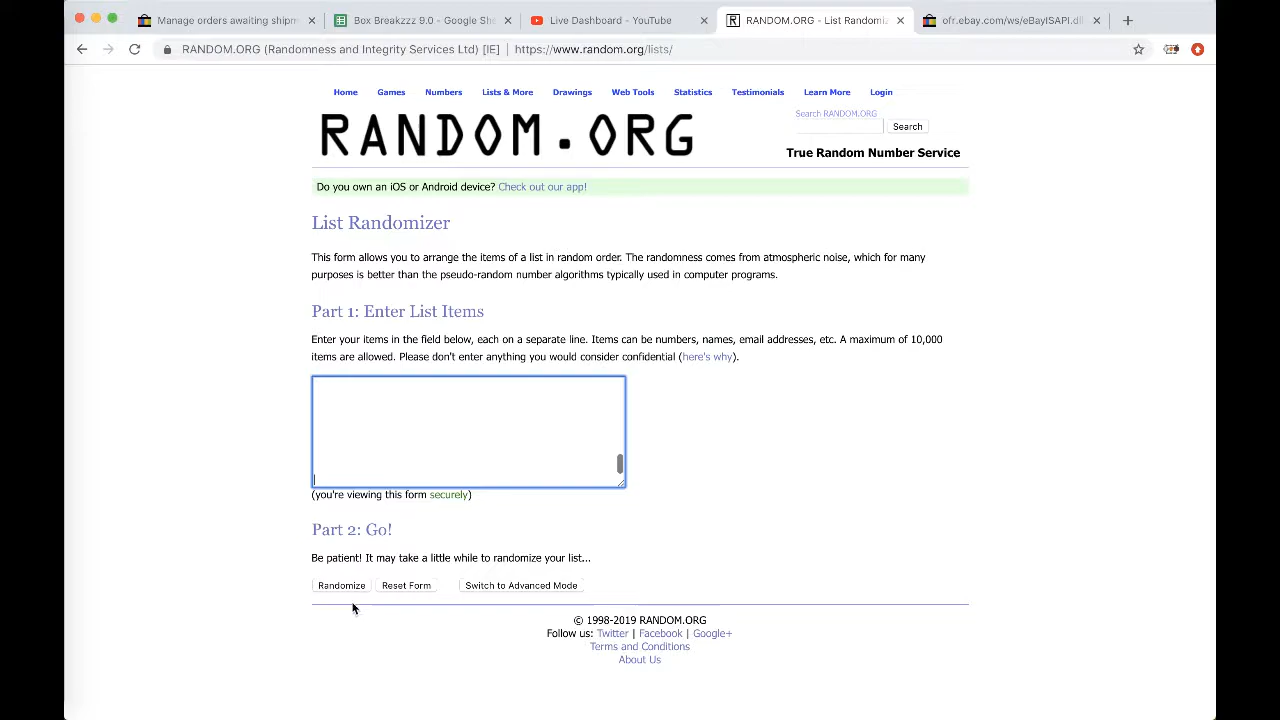 Manage orders awaiting shipm
Box Breakzzz 9.0 - Google She
Live Dashboard - YouTube
RANDOM.ORG - List Randomiz
ofr.ebay.com/ws/eBayISAPI.dl
RANDOM.ORG (Randomness and Integrity Services Ltd) [IE] | https://www.random.org/lists/
Home Games Numbers Lists & More Drawings Web Tools Statistics Testimonials Learn More Login
Search RANDOM.ORG
RANDOM.ORG
Search
True Random Number Service
Do you own an iOS or Android device? Check out our app!
List Randomizer
This form allows you to arrange the items of a list in random order. The randomness comes from atmospheric noise, which for many
purposes is better than the pseudo-random number algorithms typically used in computer programs.
Part 1: Enter List Items
Enter your items in the field below, each on a separate line. Items can be numbers, names, email addresses, etc. A maximum of 10,000
items are allowed. Please don't enter anything you would consider confidential (here's why).
(you're viewing this form securely)
Part 2: Go!
Be patient! It may take a little while to randomize your list...
Randomize Reset Form Switch to Advanced Mode
© 1998-2019 RANDOM.ORG
Follow us: Twitter | Facebook | Google+
Terms and Conditions
About Us